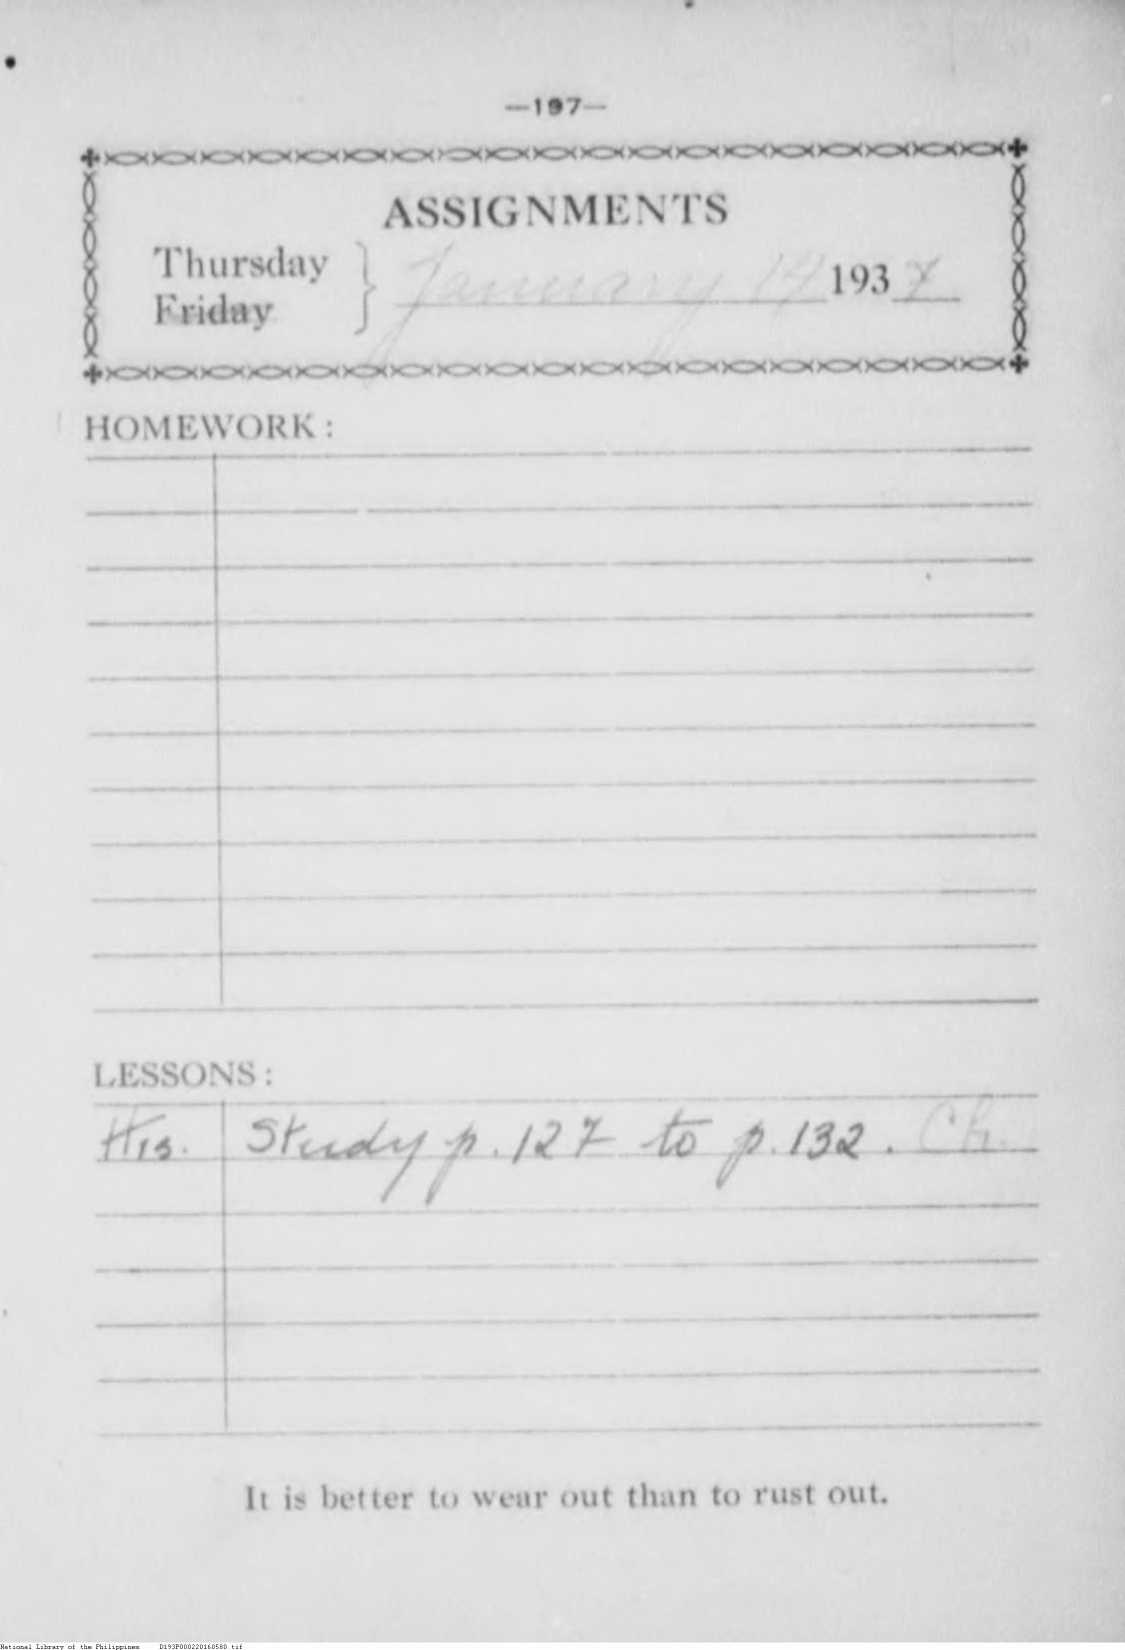 —197—
ASSIGNMENTS
Thursday
Friday
January 14 1937
HOMEWORK:
LESSONS:
His. Study p. 127 to p. 132. Ch.
It is better to wear out than to rust out.
National Library of the Philippines D193P000220160580 tif